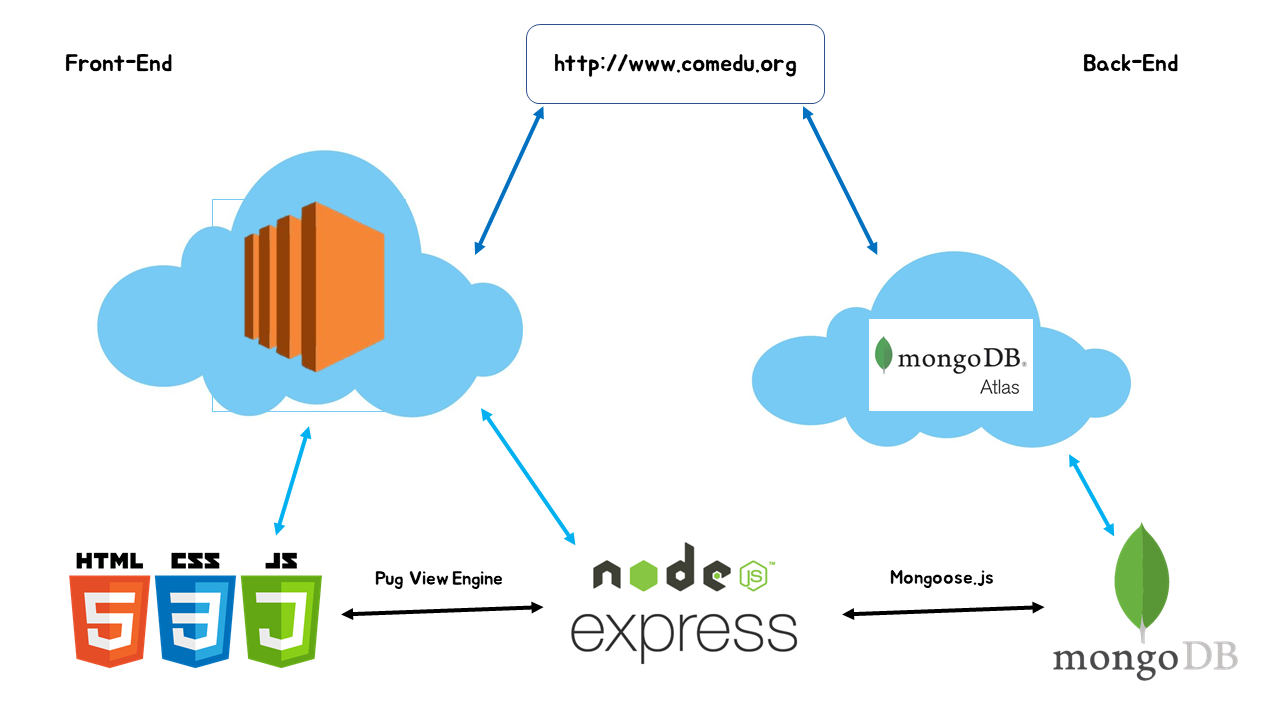 Front-End
http://www.comedu.org
Back-End
mongoDB®
Atlas
HTML
CSS
JS
5
3
J
Pug View Engine
node
JS ™
express
Mongoose.js
mongoDB